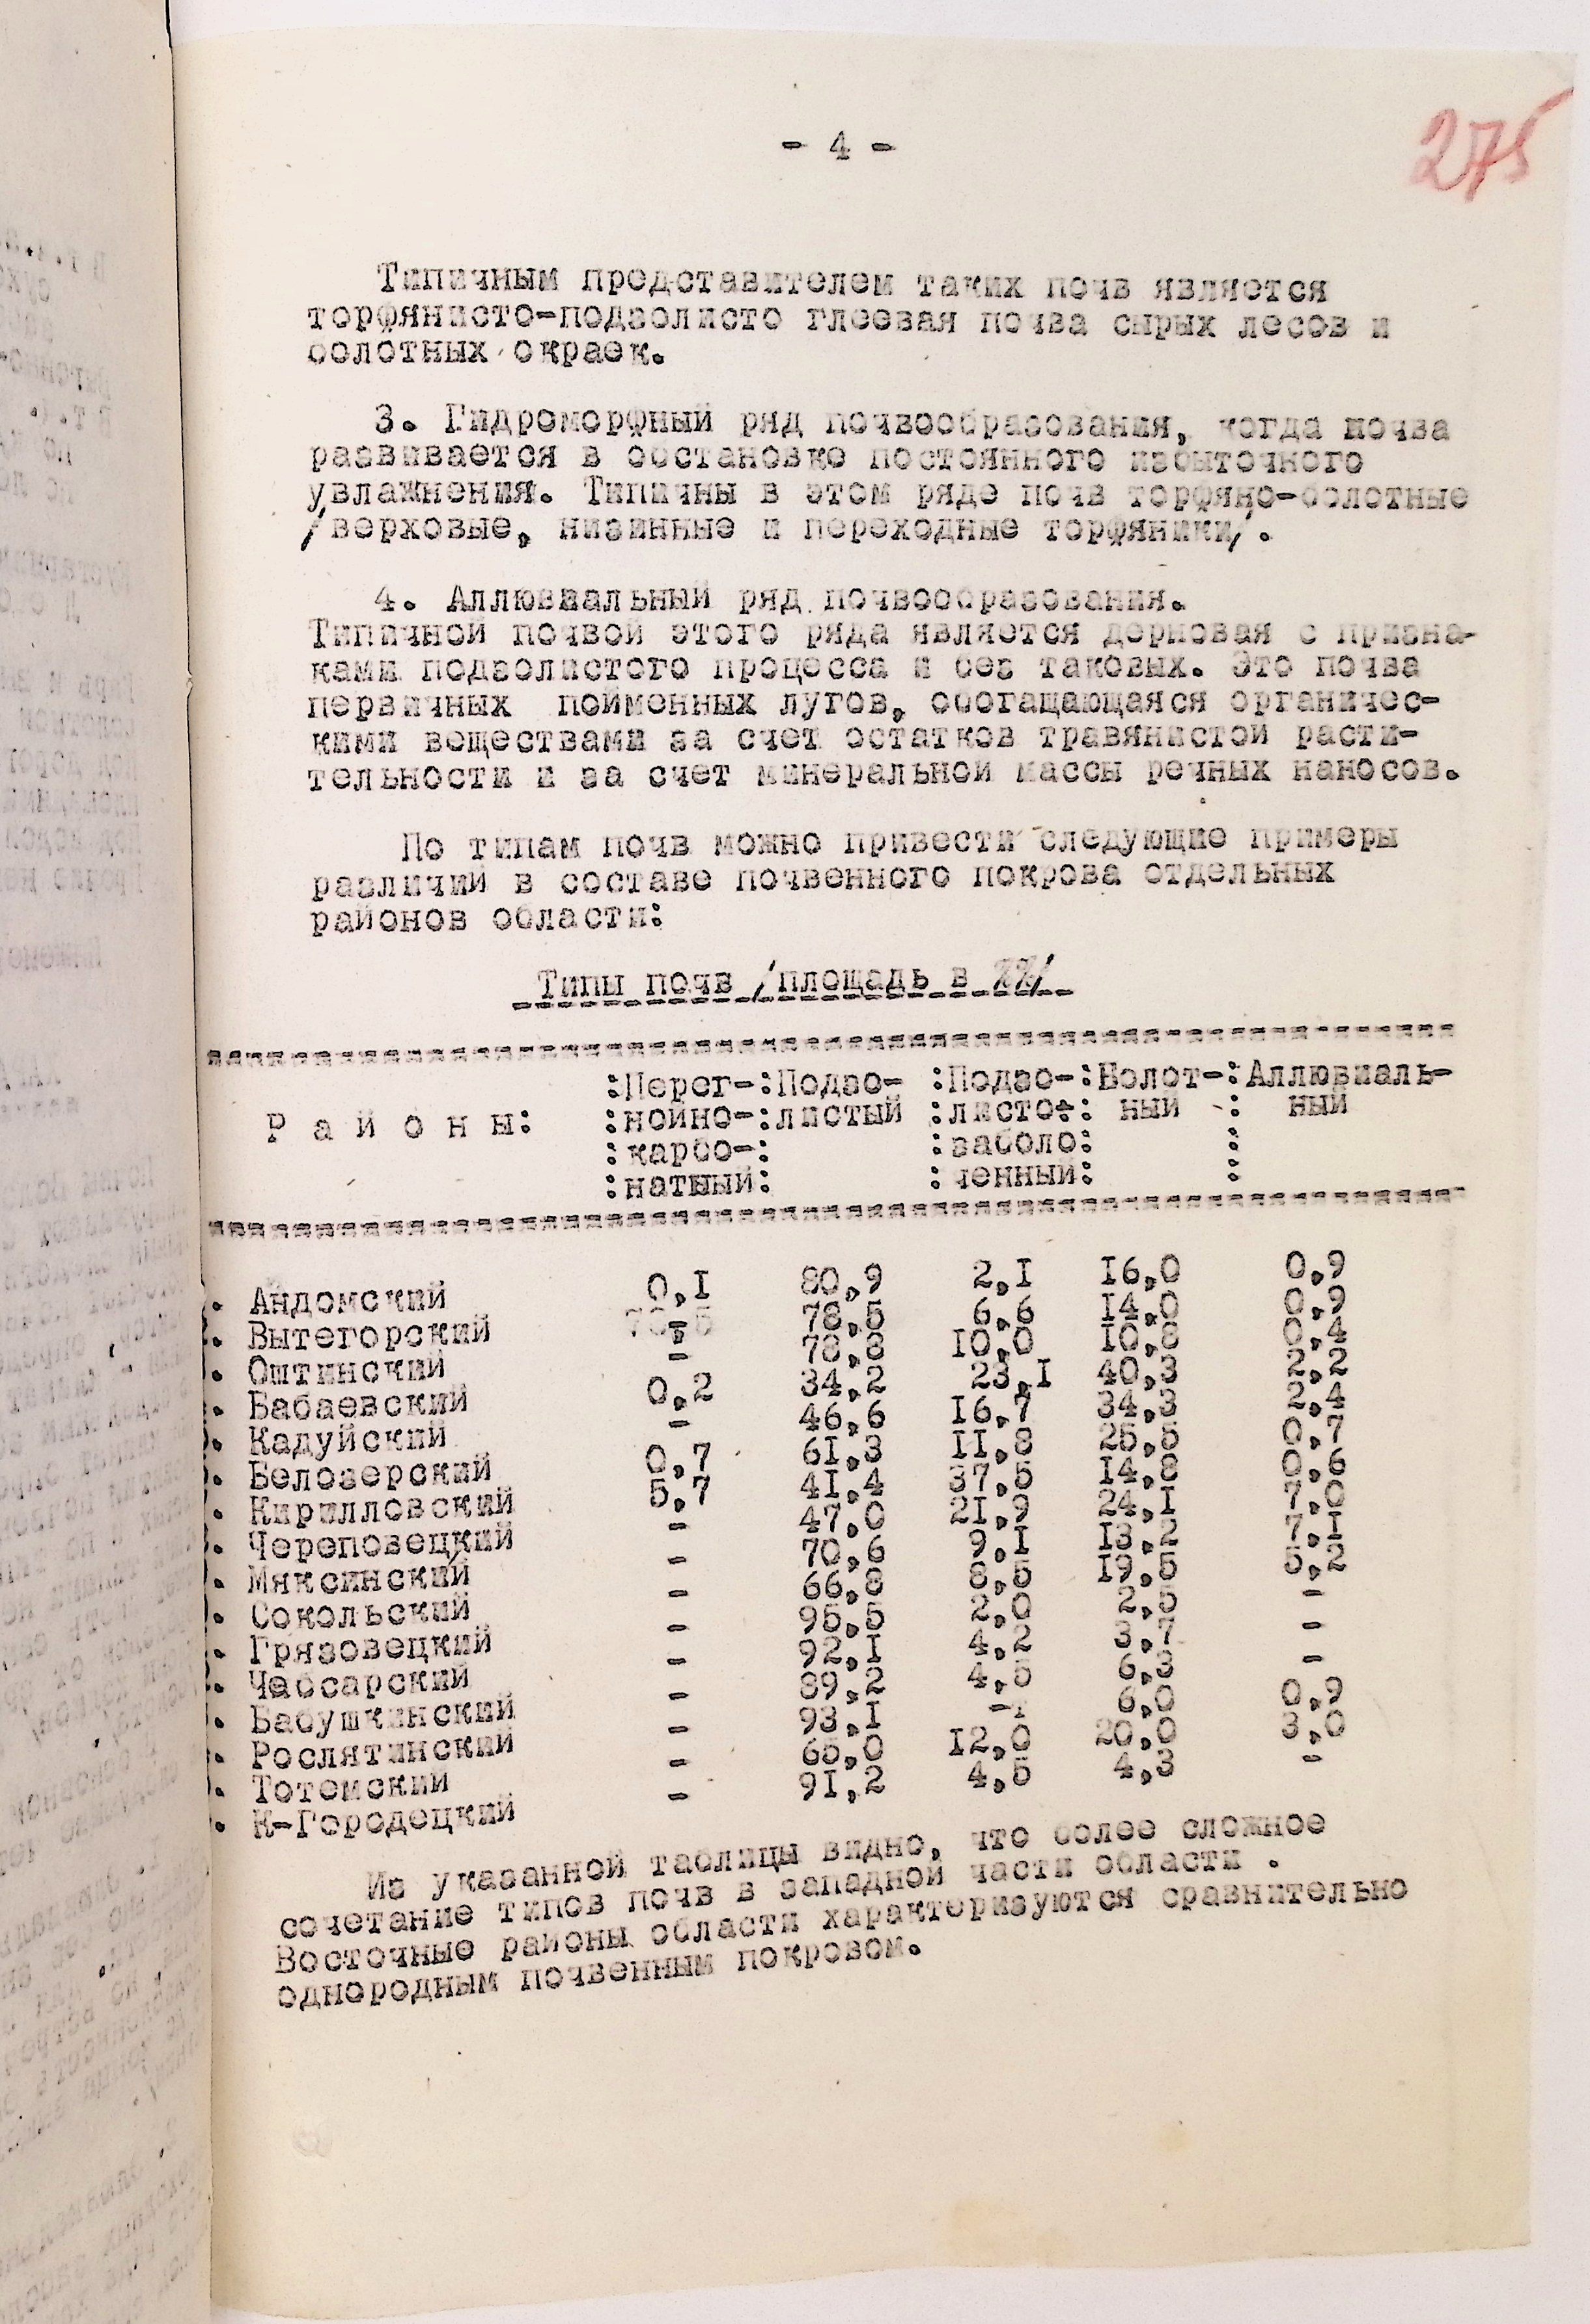 - 4 -
275
Типичным представителем таких почв является
торфянисто-подзолисто глеевая почва сырых лесов и
болотных окраек.
3. Гидроморфный ряд почвообразования, когда почва
развивается в обстановке постоянного избыточного
увлажнения. Типичны в этом ряде почв торфяно-болотные
/верховые, низинные и переходные торфяники/.
4. Аллювиальный ряд почвообразования.
Типичной почвой этого ряда является дерновая с призна-
ками подзолистого процесса и без таковых. Это почва
первичных пойменных лугов, обогащающаяся органичес-
кими веществами за счет остатков травянистой расти-
тельности и за счет минеральной массы речных наносов.
По типам почв можно привести следующие примеры
различий в составе почвенного покрова отдельных
районов области:
Типы почв /площадь в %%/
:Перег-:Подзо- :Подзо-:Болот-:Аллювиаль-
Р а й о н ы: :нойно-:листый :листо-: ный : ный
:карбо-: :заболо: :
:натный: :ченный: :
. Андомский 0,1 80,9 2,1 16,0 0,9
. Вытегорский - 78,5 6,6 14,0 0,9
. Оштинский - 78,8 10,0 10,8 0,4
. Бабаевский 0,2 34,2 23,1 40,3 2,2
. Кадуйский - 46,6 16,7 34,3 2,4
. Белозерский 0,7 61,3 11,8 25,5 0,7
. Кирилловский 5,7 41,4 37,5 14,8 0,6
. Череповецкий - 47,0 21,9 24,1 7,0
. Мяксинский - 70,6 9,1 13,2 7,1
. Сокольский - 66,8 8,5 19,5 5,2
. Грязовецкий - 95,5 2,0 2,5 -
. Чебсарский - 92,1 4,2 3,7 -
. Бабушкинский - 89,2 4,5 6,3 -
. Рослятинский - 93,1 - 6,0 0,9
. Тотемский - 65,0 12,0 20,0 3,0
. К-Городецкий - 91,2 4,5 4,3 -
Из указанной таблицы видно, что более сложное
сочетание типов почв в западной части области .
Восточные районы области характеризуются сравнительно
однородным почвенным покровом.